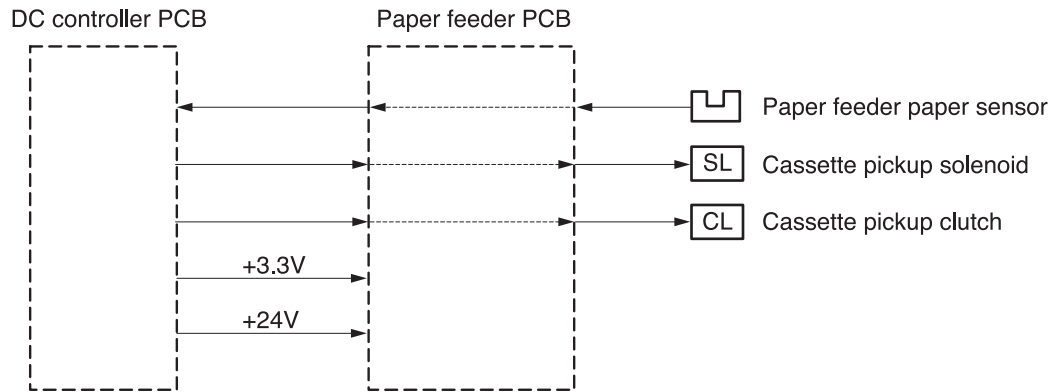 DC controller PCB
Paper feeder PCB
Paper feeder paper sensor
SL Cassette pickup solenoid
CL Cassette pickup clutch
+3.3V
+24V